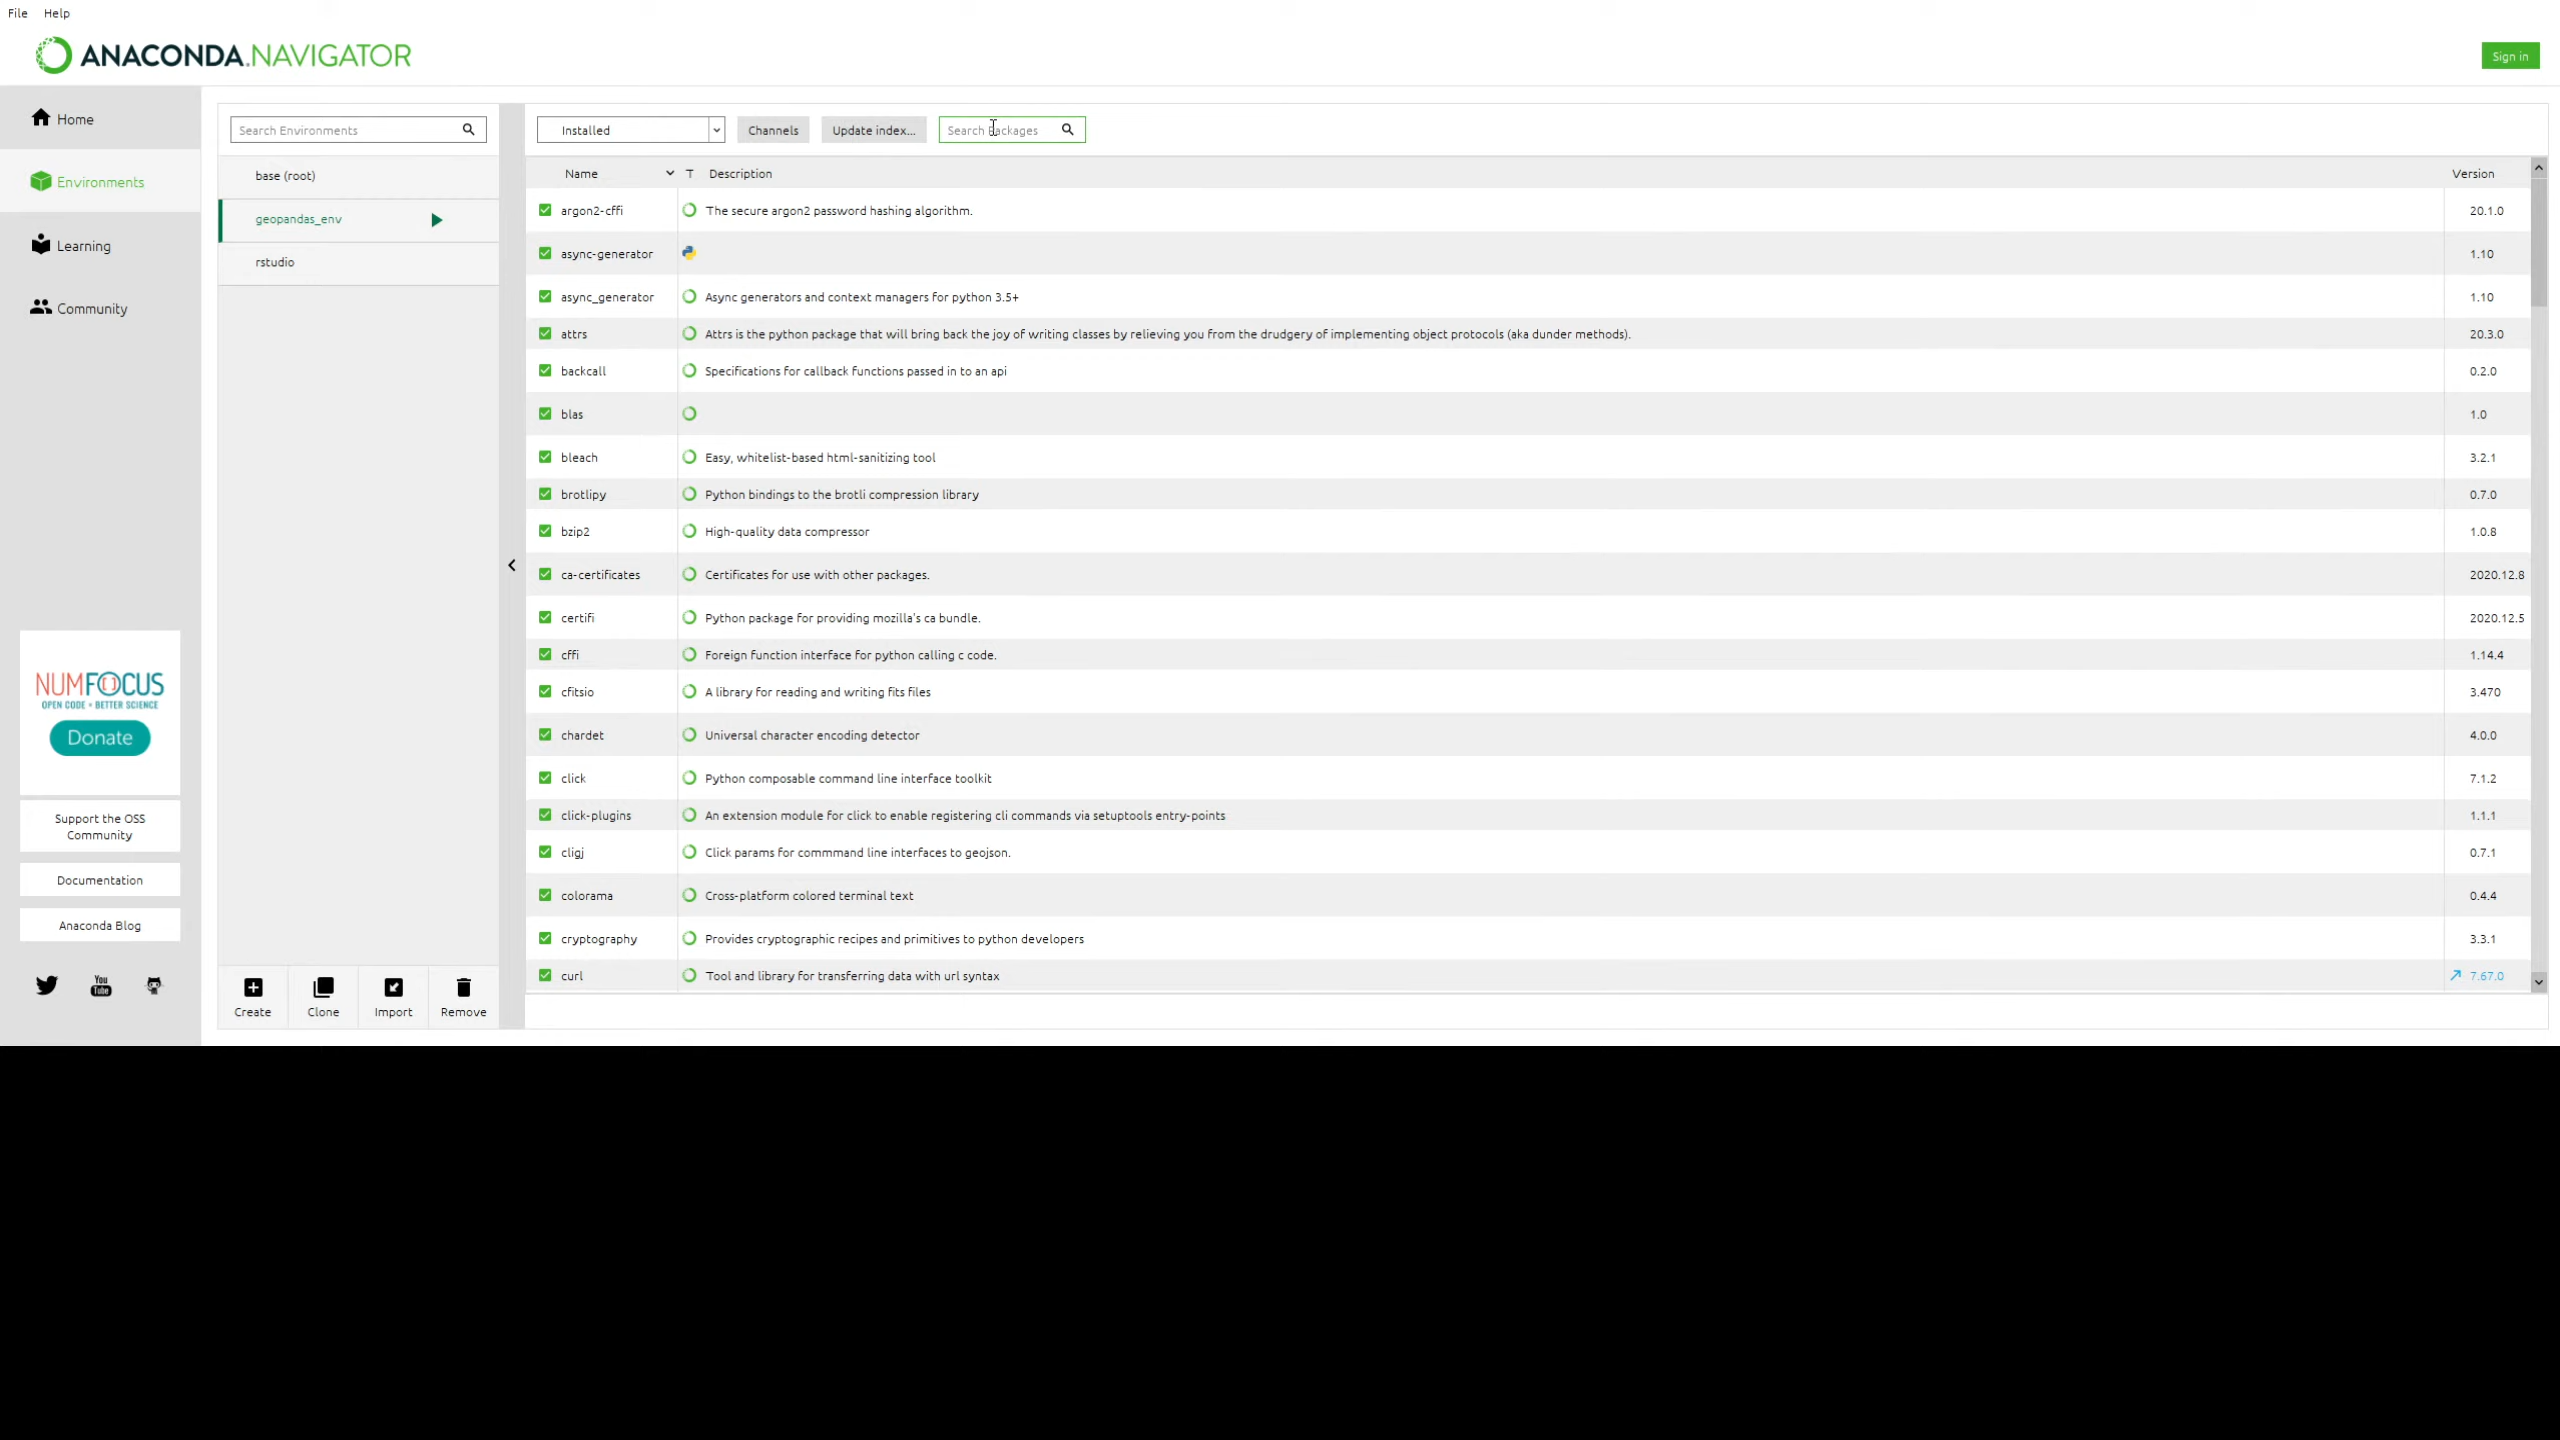 File Help
ANACONDA.NAVIGATOR
Sign in
Home
Environments
Learning
Community
NUMFOCUS
OPEN CODE = BETTER SCIENCE
Donate
Support the OSS
Community
Documentation
Anaconda Blog
You
Tube
Search Environments
base (root)
geopandas_env
rstudio
Create Clone Import Remove
Installed Channels Update index... Search Packages
Name T Description Version
argon2-cffi The secure argon2 password hashing algorithm. 20.1.0
async-generator 1.10
async_generator Async generators and context managers for python 3.5+ 1.10
attrs Attrs is the python package that will bring back the joy of writing classes by relieving you from the drudgery of implementing object protocols (aka dunder methods). 20.3.0
backcall Specifications for callback functions passed in to an api 0.2.0
blas 1.0
bleach Easy, whitelist-based html-sanitizing tool 3.2.1
brotlipy Python bindings to the brotli compression library 0.7.0
bzip2 High-quality data compressor 1.0.8
ca-certificates Certificates for use with other packages. 2020.12.8
certifi Python package for providing mozilla's ca bundle. 2020.12.5
cffi Foreign function interface for python calling c code. 1.14.4
cfitsio A library for reading and writing fits files 3.470
chardet Universal character encoding detector 4.0.0
click Python composable command line interface toolkit 7.1.2
click-plugins An extension module for click to enable registering cli commands via setuptools entry-points 1.1.1
cligj Click params for commmand line interfaces to geojson. 0.7.1
colorama Cross-platform colored terminal text 0.4.4
cryptography Provides cryptographic recipes and primitives to python developers 3.3.1
curl Tool and library for transferring data with url syntax 7.67.0